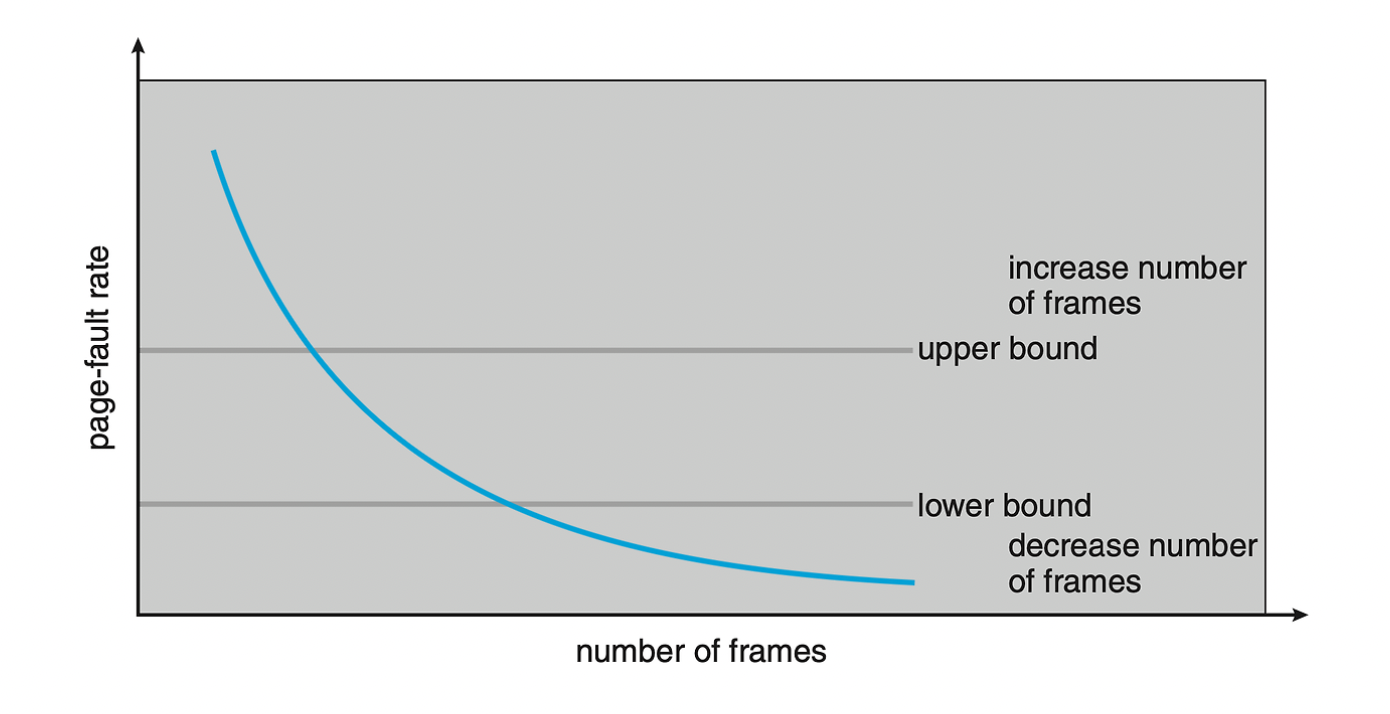 page-fault rate
increase number
of frames
upper bound
lower bound
decrease number
of frames
number of frames